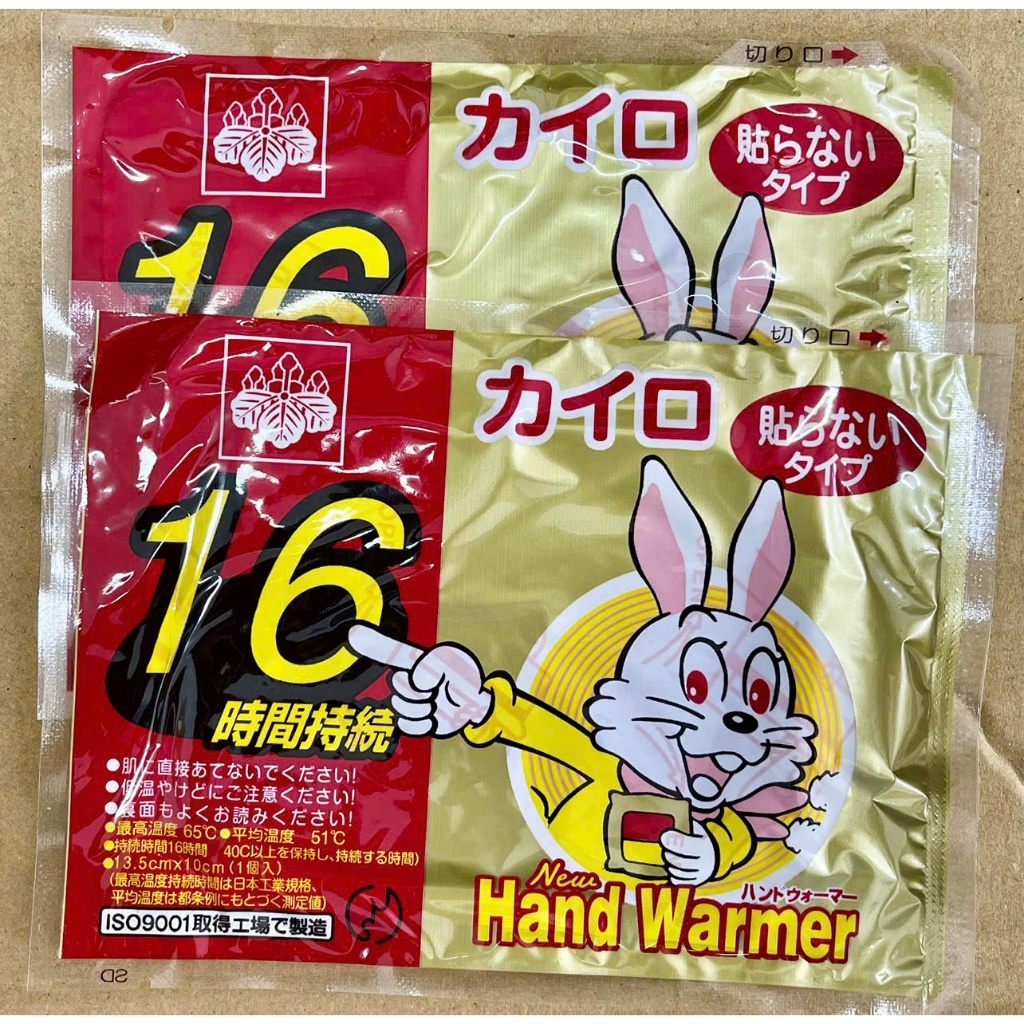 切り口
カイロ
貼らない
タイプ
16
切り口
カイロ
貼らない
タイプ
16
時間持続
●肌に直接あてないでください!
●低温やけどにご注意ください!
●裏面もよくお読みください!
●最高温度 65℃ ●平均温度 51℃
●持続時間16時間 40℃以上を保持し、持続する時間)
●13.5cm×10cm(1個入)
(最高温度持続時間は日本工業規格、
平均温度は都条例にもとづく測定値)
ISO9001取得工場で製造
New
ハンドウォーマー
Hand Warmer
SD